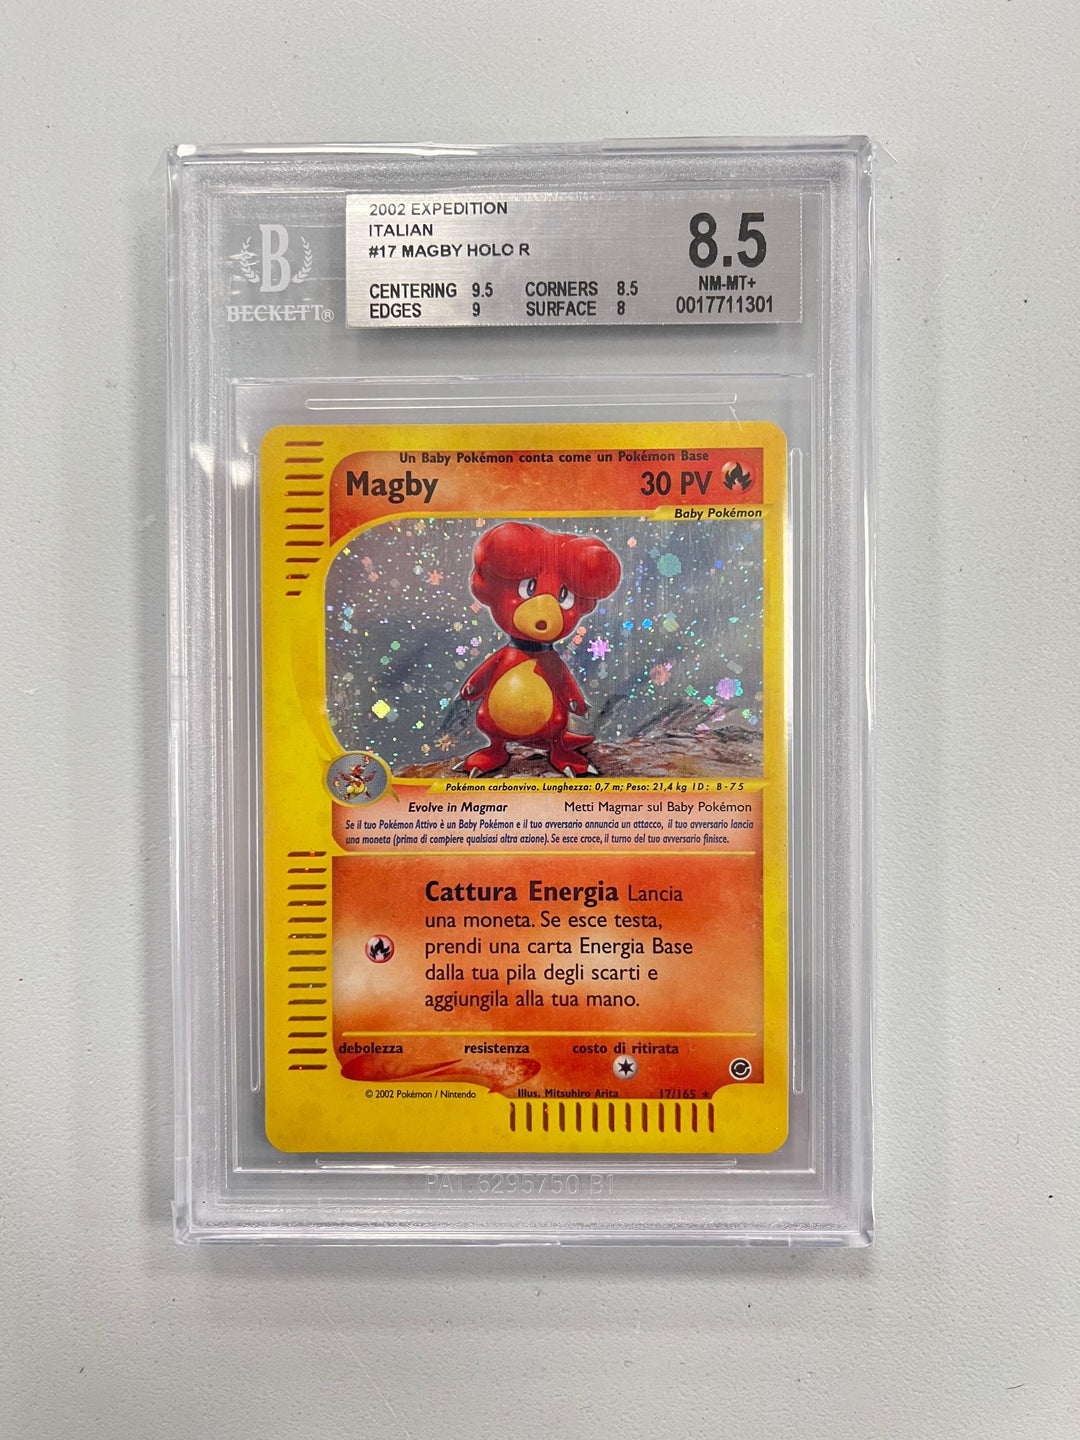 2002 EXPEDITION
ITALIAN
#17 MAGBY HOLO R
8.5
NM-MT+
0017711301
CENTERING 9.5 CORNERS 8.5
EDGES 9 SURFACE 8
B
BECKETT®
Un Baby Pokémon conta come un Pokémon Base
Magby 30 PV
Baby Pokémon
Pokémon carbonvivo. Lunghezza: 0,7 m; Peso: 21,4 kg ID: B - 75
Evolve in Magmar Metti Magmar sul Baby Pokémon
Se il tuo Pokémon Attivo è un Baby Pokémon e il tuo avversario annuncia un attacco, il tuo avversario lancia
una moneta (prima di compiere qualsiasi altra azione). Se esce croce, il turno del tuo avversario finisce.
Cattura Energia Lancia
una moneta. Se esce testa,
prendi una carta Energia Base
dalla tua pila degli scarti e
aggiungila alla tua mano.
debolezza resistenza costo di ritirata
© 2002 Pokémon / Nintendo Illus. Mitsuhiro Arita 17/165 ★
PAT. 6295750 B1